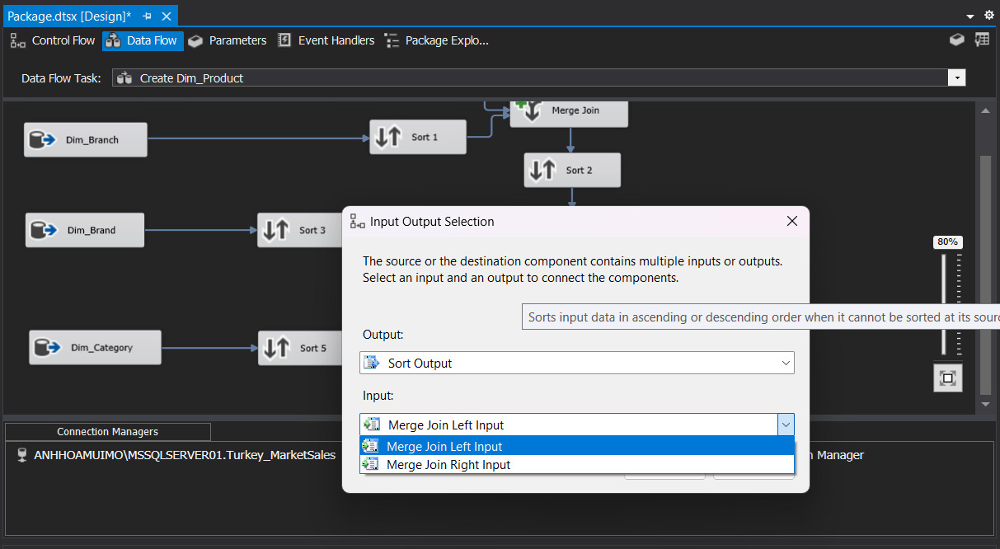 Package.dtsx [Design]*
Control Flow
Data Flow
Parameters
Event Handlers
Package Explo...
Data Flow Task:
Create Dim_Product
Merge Join
Dim_Branch
Sort 1
Sort 2
Dim_Brand
Sort 3
Input Output Selection
80%
The source or the destination component contains multiple inputs or outputs.
Select an input and an output to connect the components.
Sorts input data in ascending or descending order when it cannot be sorted at its sourc
Output:
Dim_Category
Sort 5
Sort Output
Input:
Merge Join Left Input
Connection Managers
Merge Join Left Input
ANHHOAMUIMO\MSSQLSERVER01.Turkey_MarketSales
Manager
Merge Join Right Input